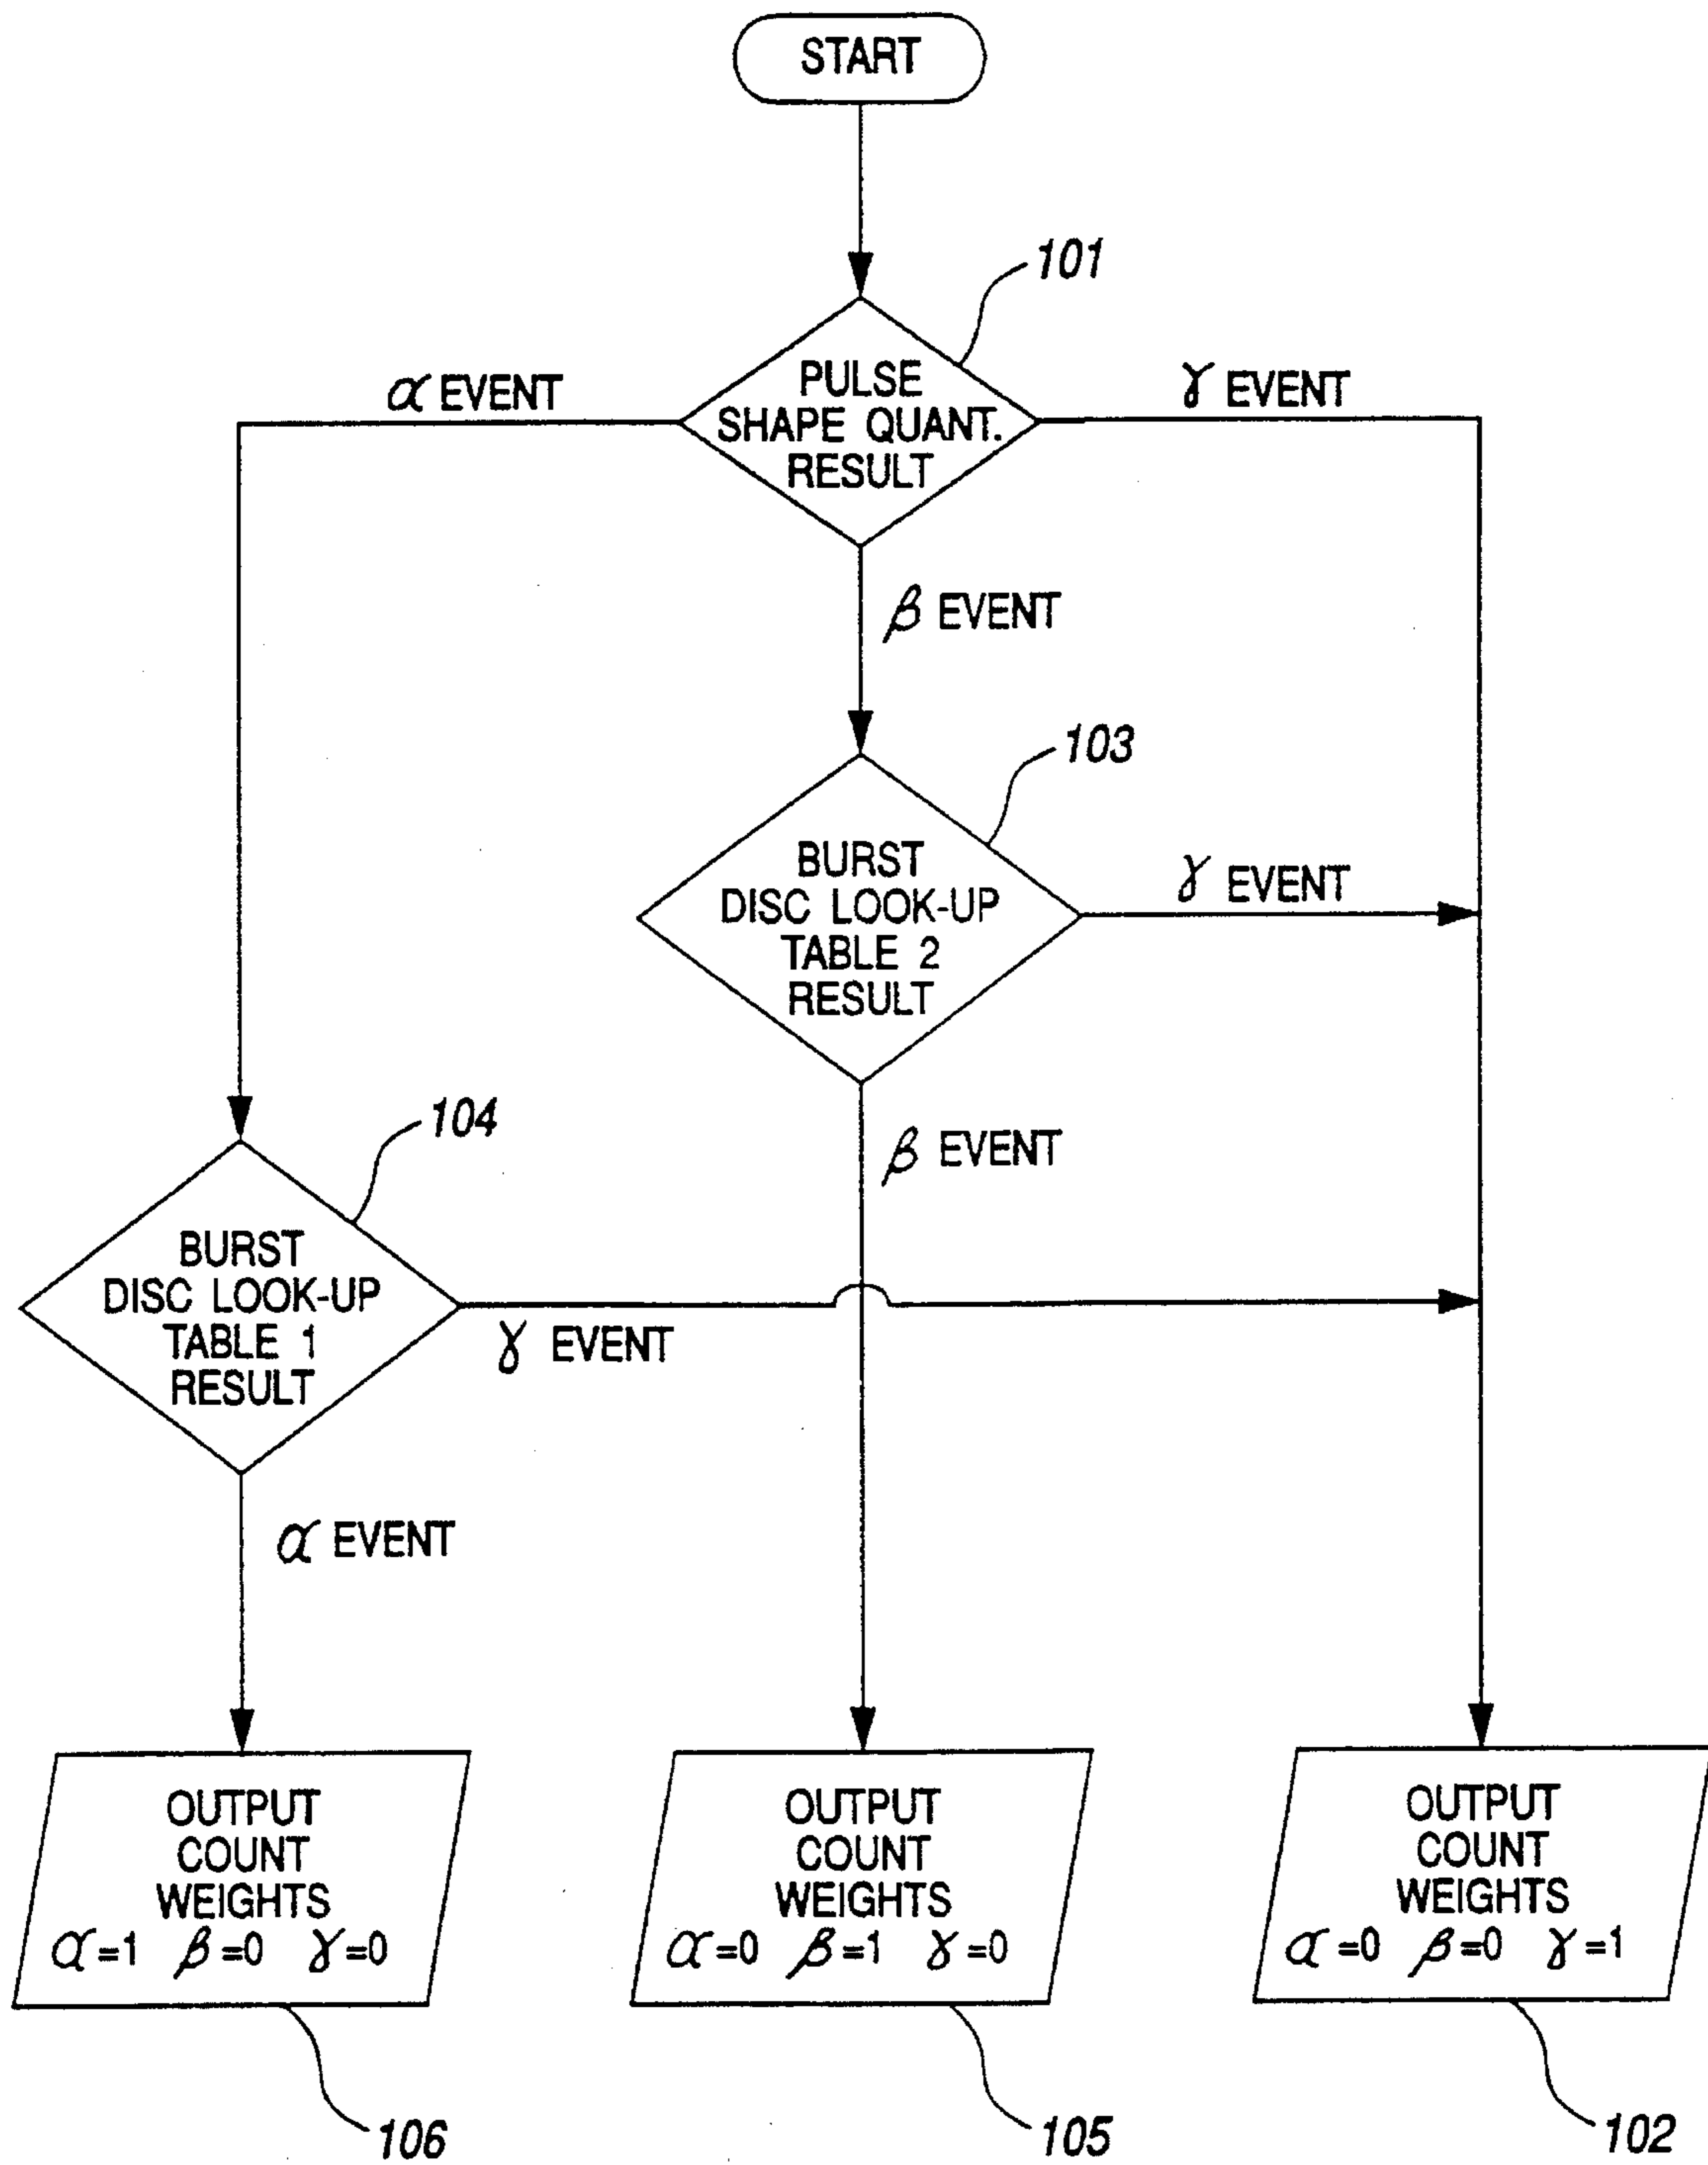 START
101
PULSE
SHAPE QUANT.
RESULT
α EVENT
γ EVENT
β EVENT
103
BURST
DISC LOOK-UP
TABLE 2
RESULT
γ EVENT
104
β EVENT
BURST
DISC LOOK-UP
TABLE 1
RESULT
γ EVENT
α EVENT
OUTPUT
COUNT
WEIGHTS
α=1 β=0 γ=0
OUTPUT
COUNT
WEIGHTS
α=0 β=1 γ=0
OUTPUT
COUNT
WEIGHTS
α=0 β=0 γ=1
106
105
102